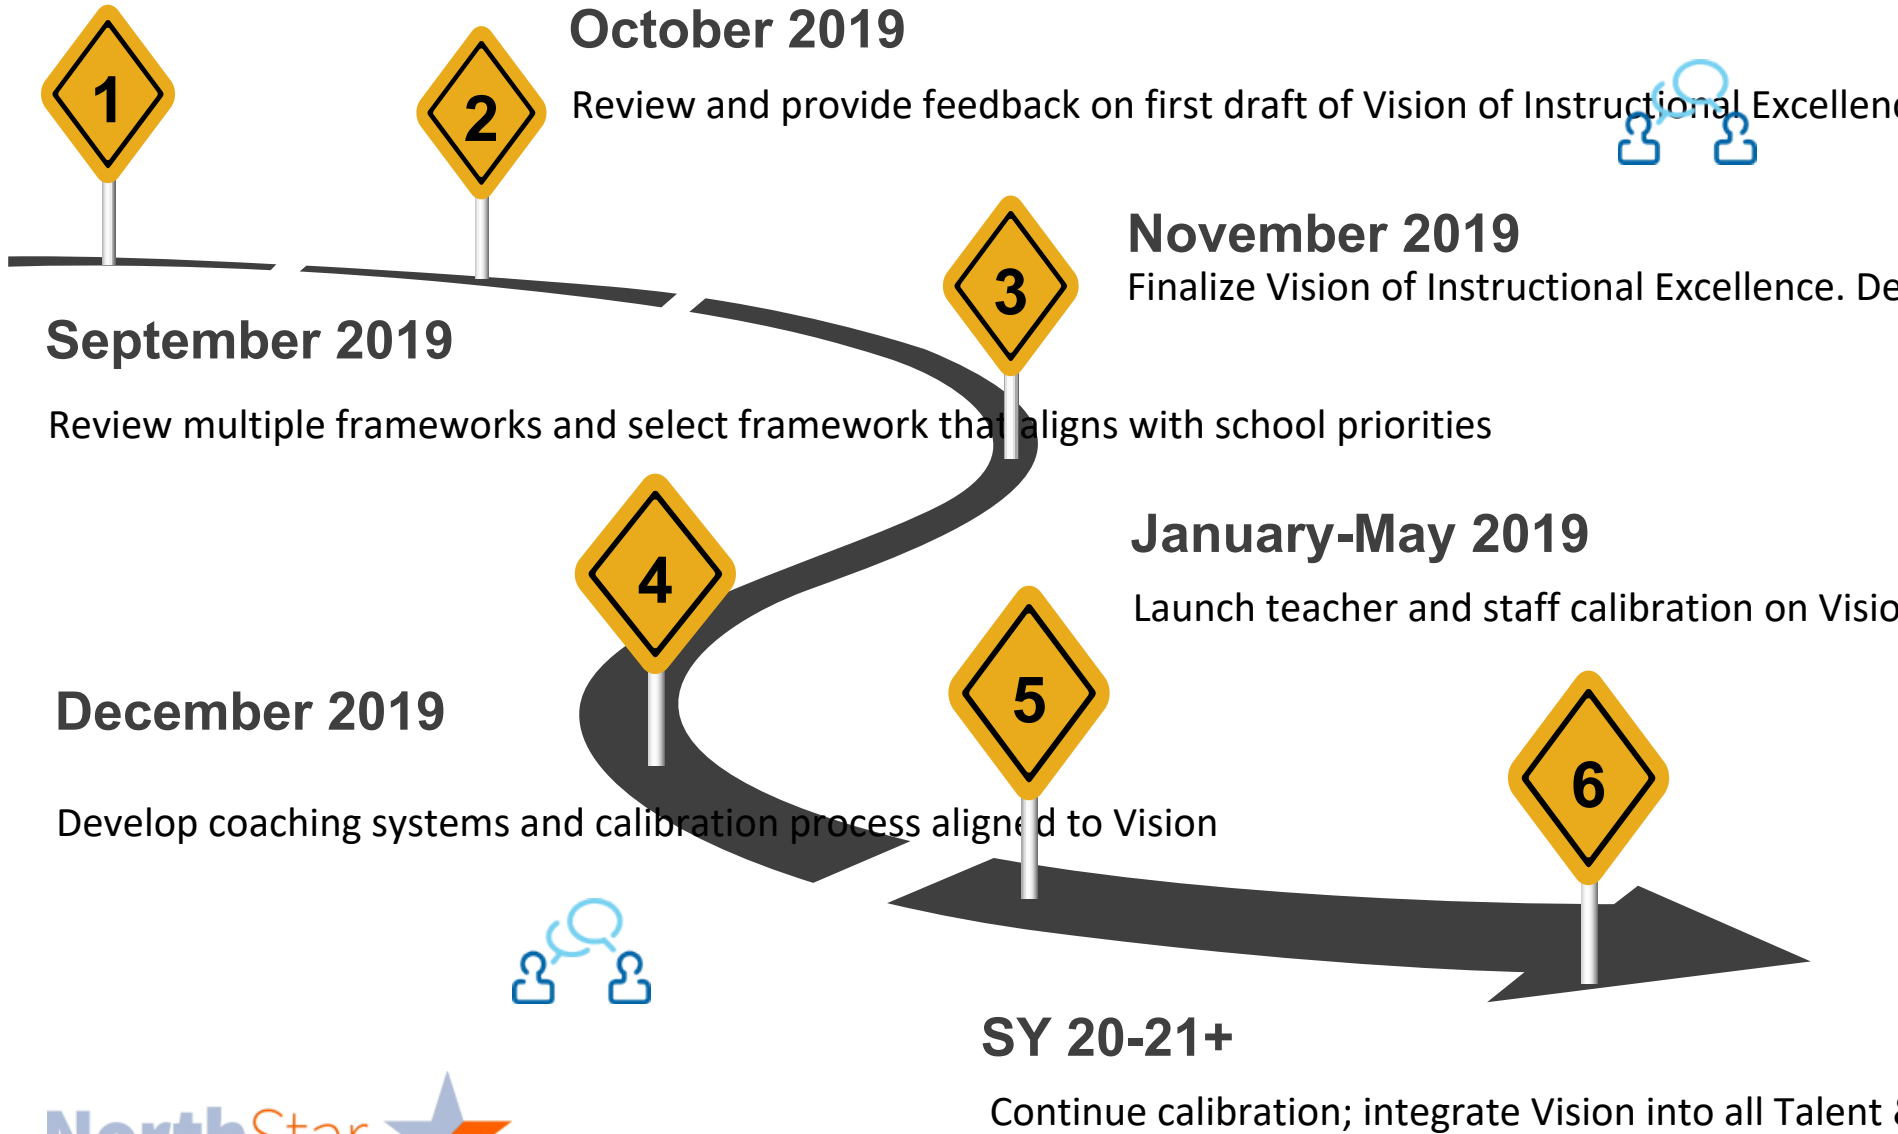 1
September 2019
Review multiple frameworks and select framework that aligns with school priorities
2
October 2019
Review and provide feedback on first draft of Vision of Instructional
3
November 2019
Finalize Vision of Instructional Excellence.
4
December 2019
Develop coaching systems and calibration process aligned to Vision
5
January-May 2019
Launch teacher and staff calibration on
6
SY 20-21+
Continue calibration; integrate Vision into all Talent
NorthStar